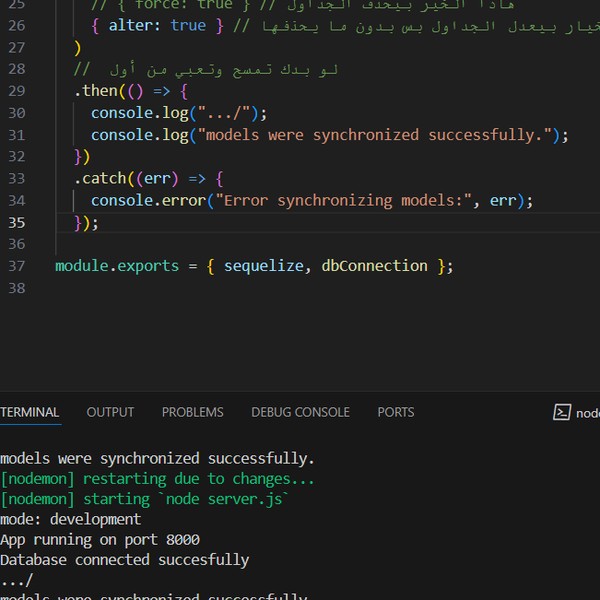 25 // { force: true } // هاذا الخير بيحذف الجداول
26 { alter: true } // خيار بيعدل الجداول بس بدون ما يحذفها
27 )
28 // لو بدك تمسح وتعبي من أول
29 .then(() => {
30 console.log(".../");
31 console.log("models were synchronized successfully.");
32 })
33 .catch((err) => {
34 console.error("Error synchronizing models:", err);
35 });
36
37 module.exports = { sequelize, dbConnection };
38
TERMINAL OUTPUT PROBLEMS DEBUG CONSOLE PORTS node
models were synchronized successfully.
[nodemon] restarting due to changes...
[nodemon] starting `node server.js`
mode: development
App running on port 8000
Database connected succesfully
.../
models were synchronized successfully.